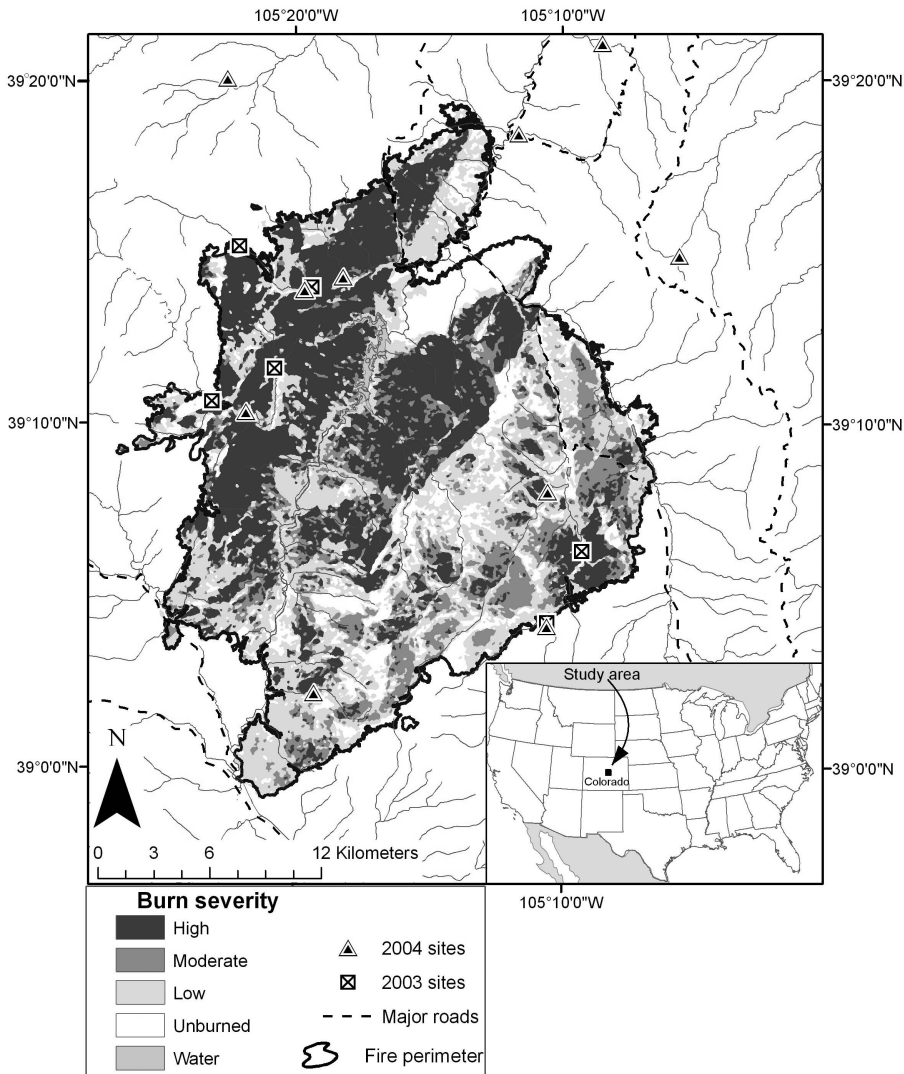 105°20'0"W 105°10'0"W
39°20'0"N 39°20'0"N
39°10'0"N 39°10'0"N
Study area
Colorado
N
39°0'0"N 39°0'0"N
0 3 6 12 Kilometers
105°10'0"W
Burn severity
High
Moderate
Low
Unburned
Water
2004 sites
2003 sites
Major roads
Fire perimeter